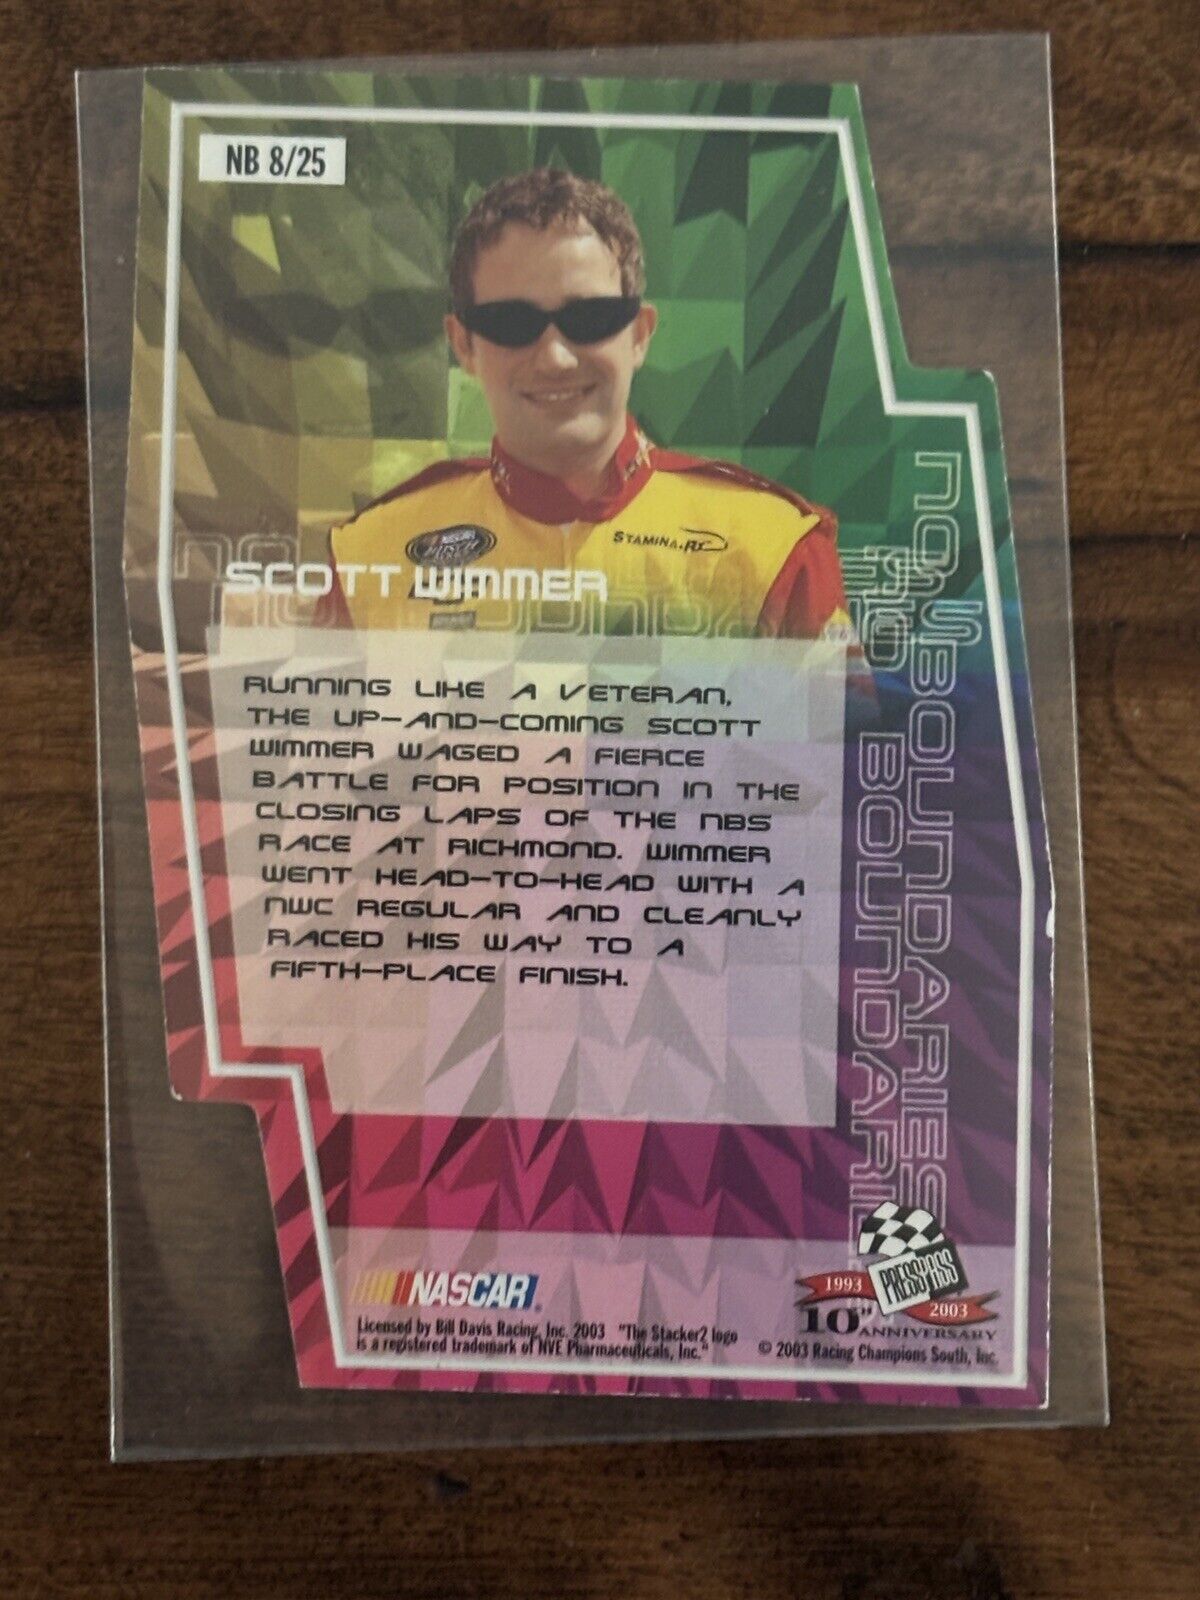 NB 8/25
STAMINA.RX
NASCAR
SCOTT WIMMER
NO BOUNDARIES
NO BOUNDARIE
RUNNING LIKE A VETERAN,
THE UP-AND-COMING SCOTT
WIMMER WAGED A FIERCE
BATTLE FOR POSITION IN THE
CLOSING LAPS OF THE NBS
RACE AT RICHMOND. WIMMER
WENT HEAD-TO-HEAD WITH A
NWC REGULAR AND CLEANLY
RACED HIS WAY TO A
FIFTH-PLACE FINISH.
NASCAR
Licensed by Bill Davis Racing, Inc. 2003 "The Stacker2 logo
is a registered trademark of NVE Pharmaceuticals, Inc."
PRESS PASS
1993
2003
10th
ANNIVERSARY
© 2003 Racing Champions South, Inc.